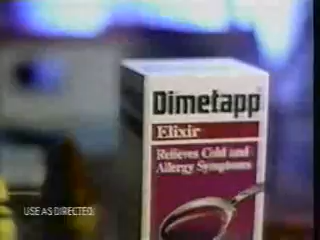 Dimetapp
Elixir
Relieves Cold and
Allergy Symptoms
USE AS DIRECTED.